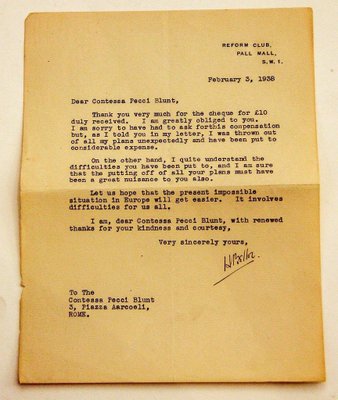 REFORM CLUB,
PALL MALL,
S.W.1.
February 3, 1938
Dear Contessa Pecci Blunt,
Thank you very much for the cheque for £10
duly received. I am greatly obliged to you.
I am sorry to have had to ask forthis conpensation
but, as I told you in my letter, I was thrown out
of all my plans unexpectedly and have been put to
considerable expense.
On the other hand, I quite understand the
difficulties you have been put to, and I am sure
that the putting off of all your plans must have
been a great nuisance to you also.
Let us hope that the present impossible
situation in Europe will get easier. It involves
difficulties for us all,
I am, dear Contessa Pecci Blunt, with renewed
thanks for your kindness and courtesy,
Very sincerely yours,
To The
Contessa Pecci Blunt
3, Piazza Aarcoeli,
ROME.